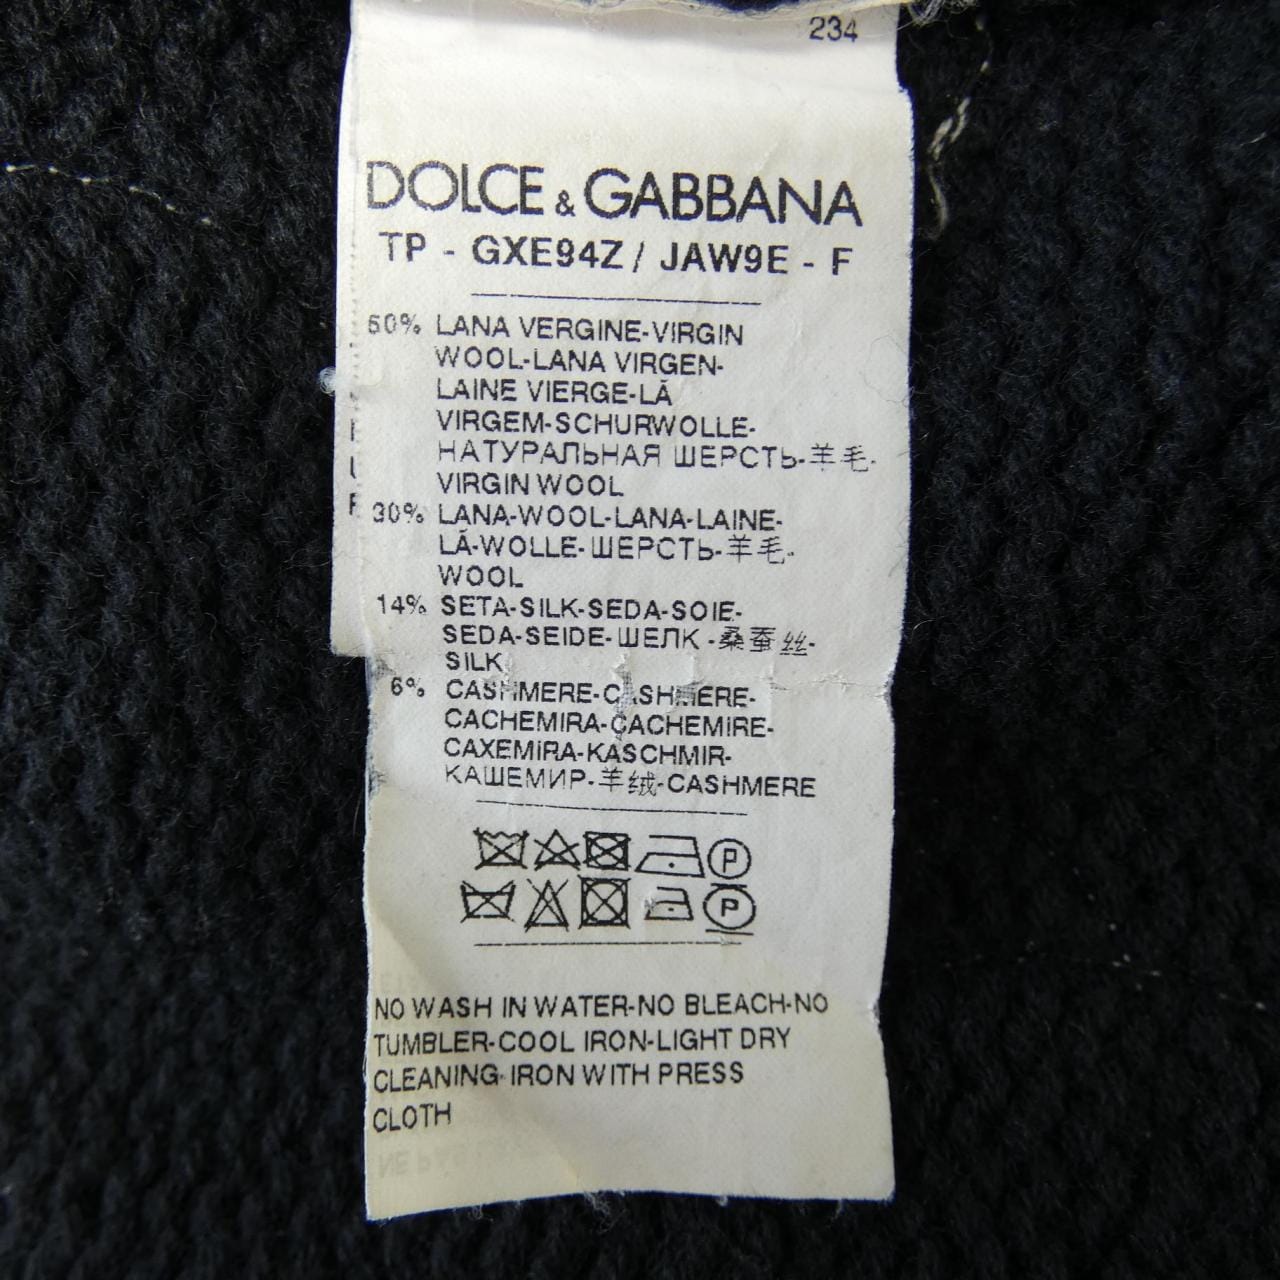 234
DOLCE & GABBANA
TP - GXE94Z / JAW9E - F
50% LANA VERGINE-VIRGIN
WOOL-LANA VIRGEN-
LAINE VIERGE-LÃ
VIRGEM-SCHURWOLLE-
НАТУРАЛЬНАЯ ШЕРСТЬ-羊毛-
VIRGIN WOOL
30% LANA-WOOL-LANA-LAINE-
LÃ-WOLLE-ШЕРСТЬ-羊毛-
WOOL
14% SETA-SILK-SEDA-SOIE-
SEDA-SEIDE-ШЕЛК-桑蚕丝-
SILK
6% CASHMERE-CASHMERE-
CACHEMIRA-CACHEMIRE-
CAXEMIRA-KASCHMIR-
КАШЕМИР-羊绒-CASHMERE
P
P
NO WASH IN WATER-NO BLEACH-NO
TUMBLER-COOL IRON-LIGHT DRY
CLEANING-IRON WITH PRESS
CLOTH